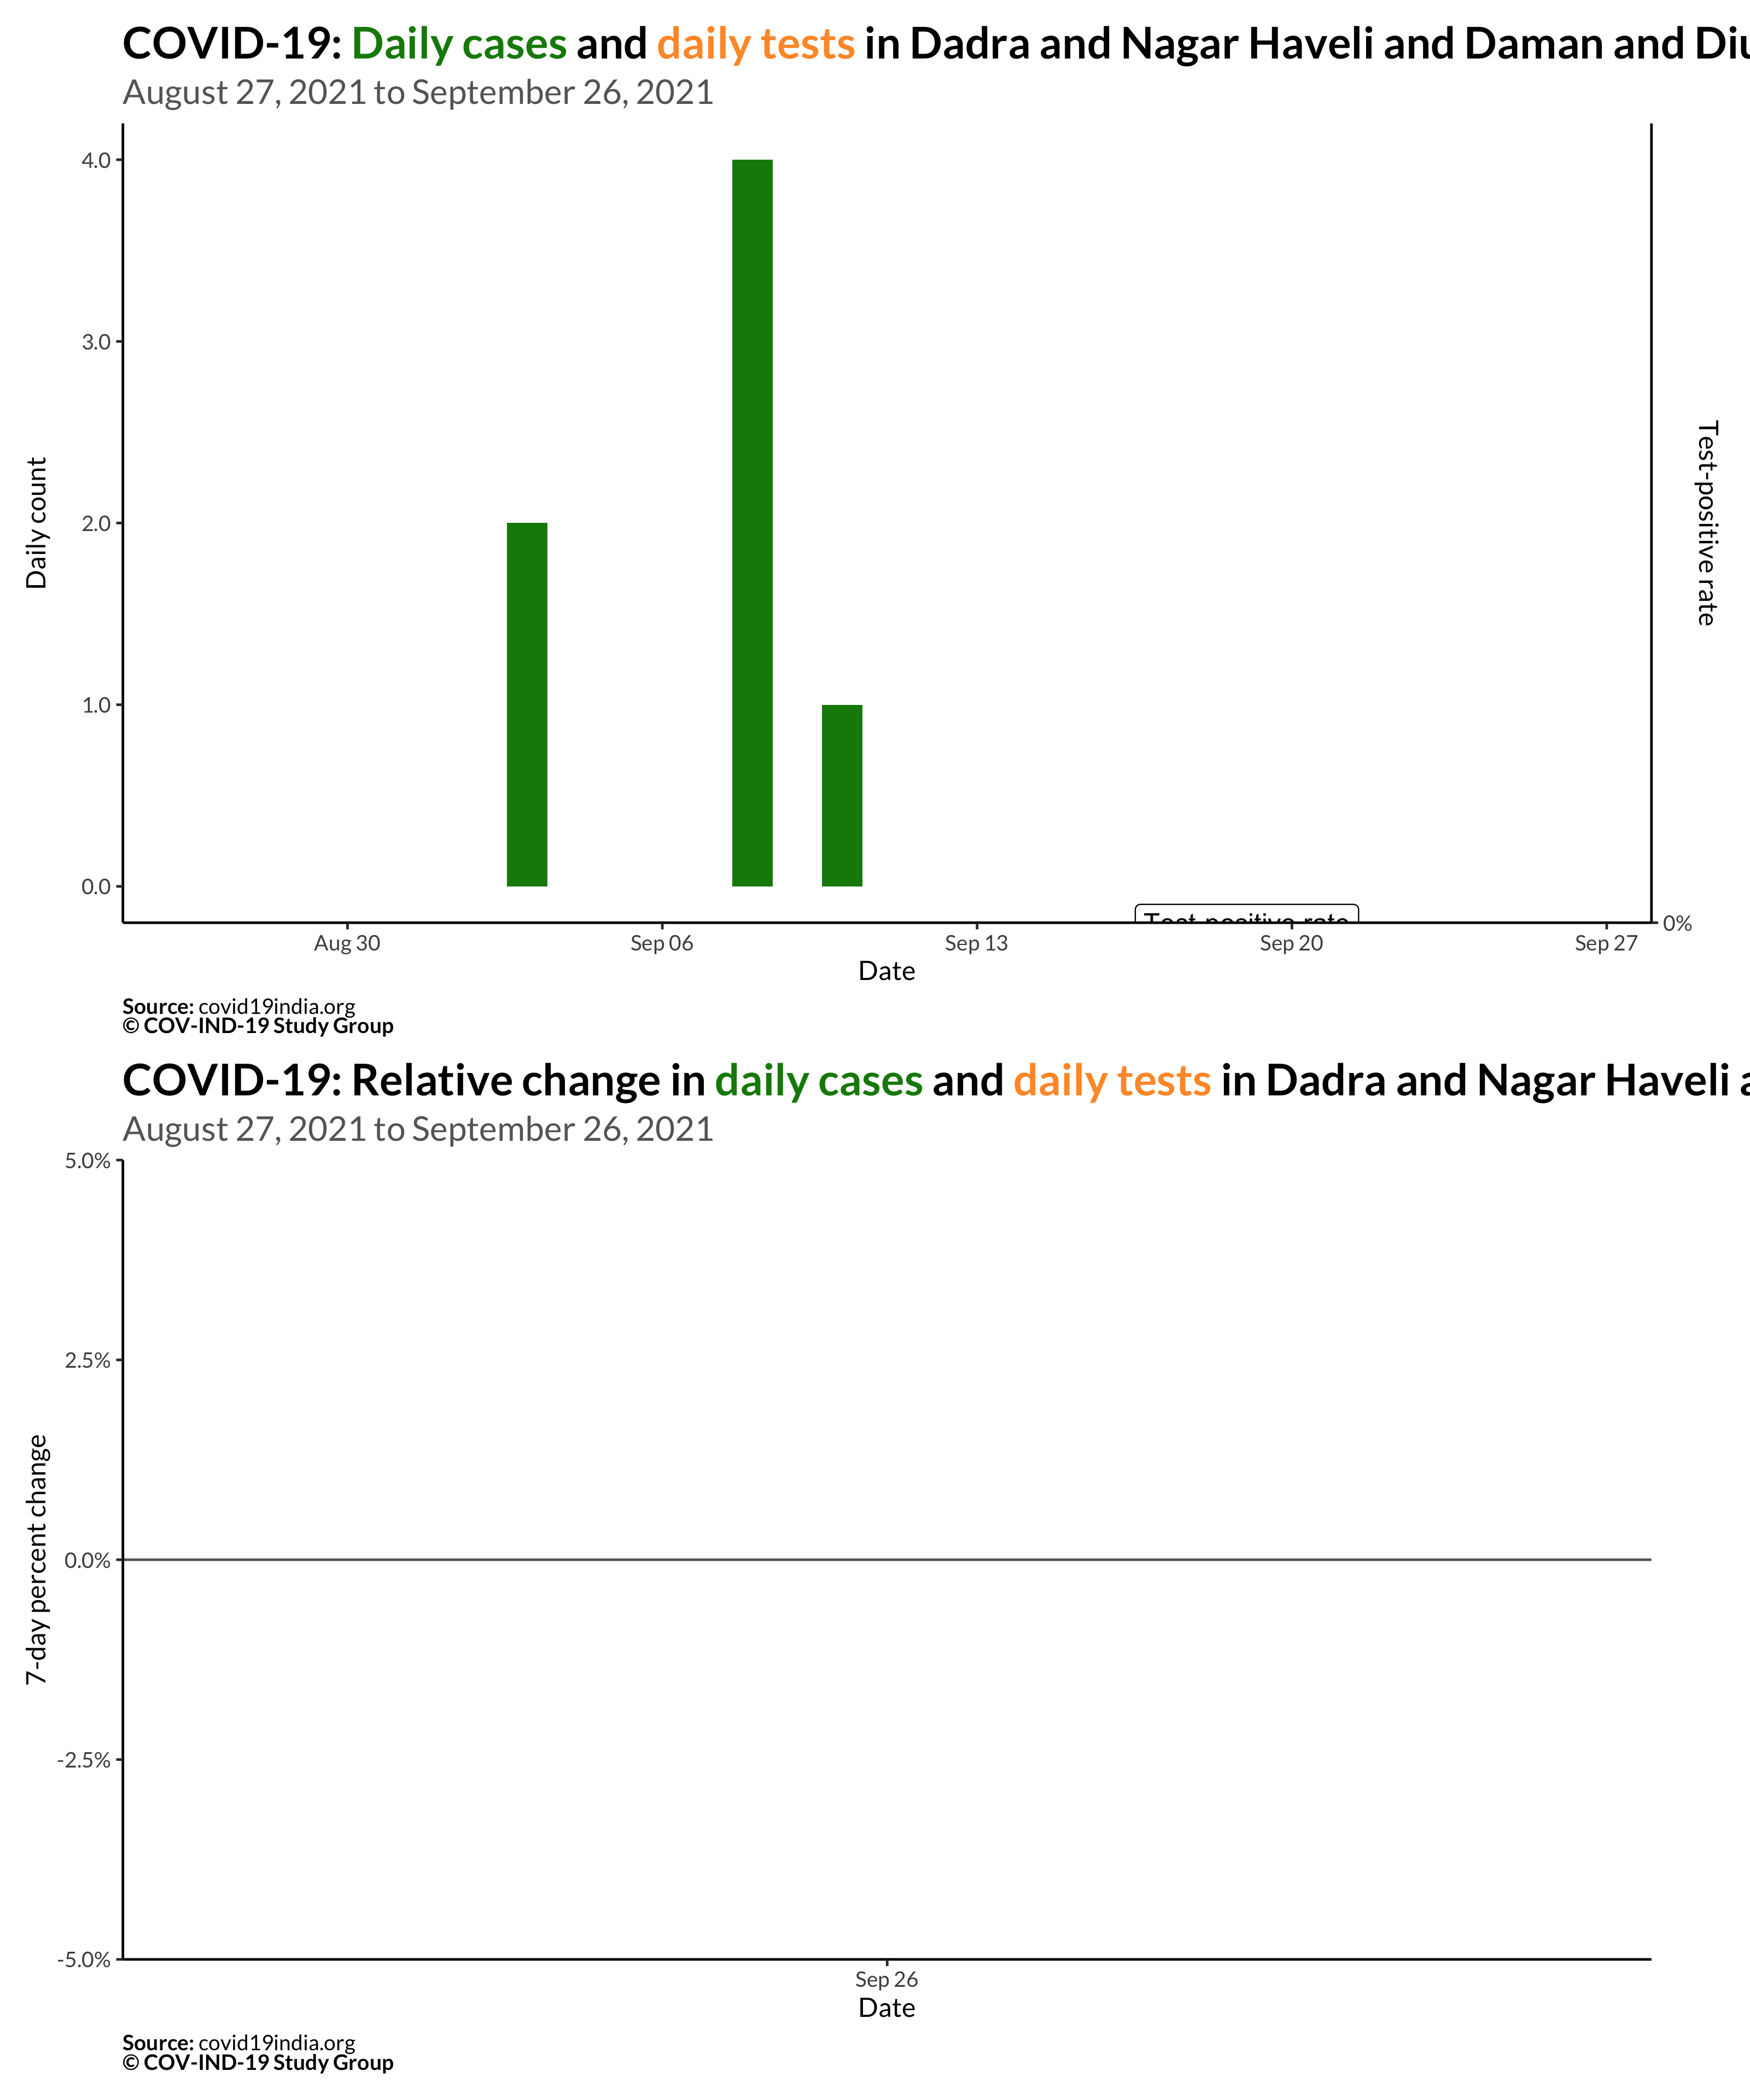 COVID-19: Daily cases and daily tests in Dadra and Nagar Haveli and Daman and Diu
August 27, 2021 to September 26, 2021
4.0
3.0
2.0
1.0
0.0
Daily count
Test-positive rate
Test-positive rate
0%
Aug 30 Sep 06 Sep 13 Sep 20 Sep 27
Date
Source: covid19india.org
© COV-IND-19 Study Group
COVID-19: Relative change in daily cases and daily tests in Dadra and Nagar Haveli a
August 27, 2021 to September 26, 2021
5.0%
2.5%
0.0%
-2.5%
-5.0%
7-day percent change
Sep 26
Date
Source: covid19india.org
© COV-IND-19 Study Group